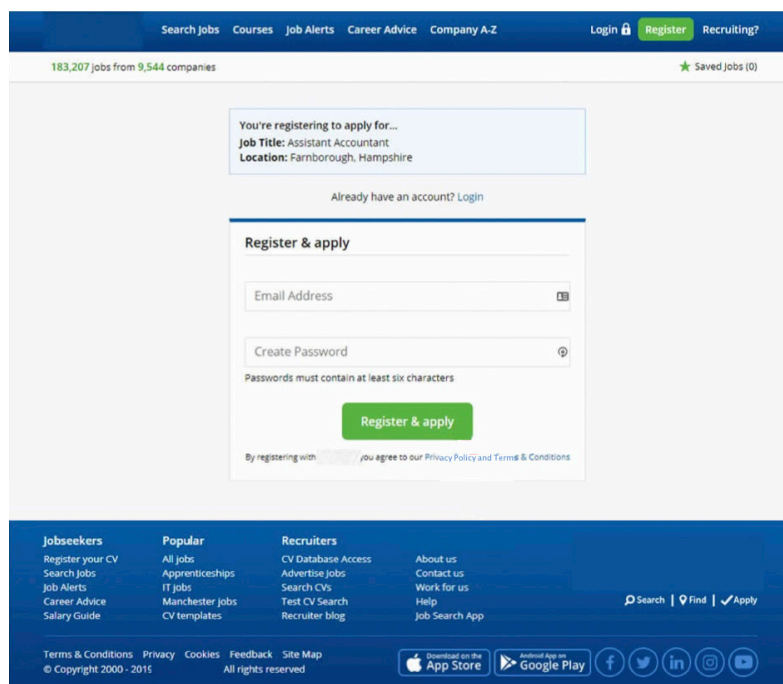 Search Jobs Courses Job Alerts Career Advice Company A-Z Login Register Recruiting?
183,207 jobs from 9,544 companies Saved Jobs (0)
You're registering to apply for...
Job Title: Assistant Accountant
Location: Farnborough, Hampshire
Already have an account? Login
Register & apply
Email Address
Create Password
Passwords must contain at least six characters
Register & apply
By registering with you agree to our Privacy Policy and Terms & Conditions
Jobseekers Popular Recruiters
Register your CV All jobs CV Database Access About us
Search Jobs Apprenticeships Advertise Jobs Contact us
Job Alerts IT jobs Search CVs Work for us
Career Advice Manchester jobs Test CV Search Help Search | Find | Apply
Salary Guide CV templates Recruiter blog Job Search App
Terms & Conditions Privacy Cookies Feedback Site Map Download on the App Store Android App on Google Play
© Copyright 2000 - 2019 All rights reserved